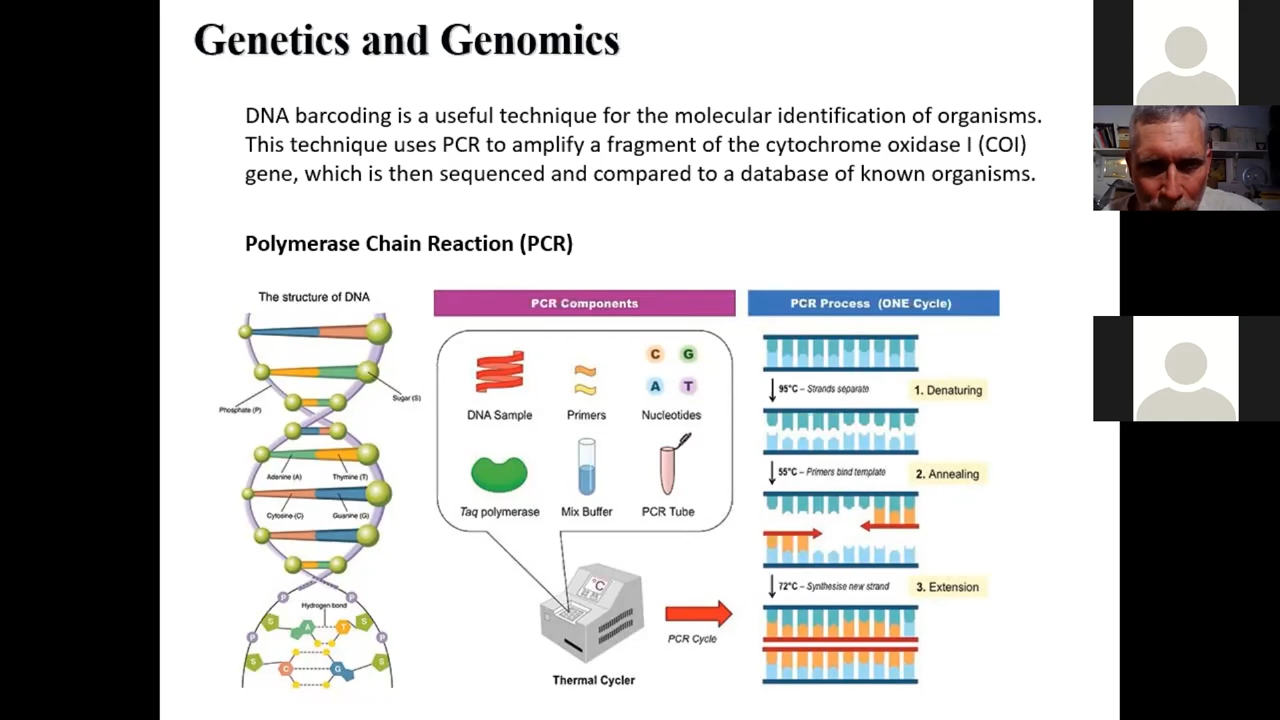 Genetics and Genomics
DNA barcoding is a useful technique for the molecular identification of organisms.
This technique uses PCR to amplify a fragment of the cytochrome oxidase I (COI)
gene, which is then sequenced and compared to a database of known organisms.
Polymerase Chain Reaction (PCR)
The structure of DNA
Phosphate (P)
Sugar (S)
Adenine (A)
Thymine (T)
Cytosine (C)
Guanine (G)
P
Hydrogen bond
P
S
A
T
S
P
P
S
C
G
S
PCR Components
C
G
A
T
DNA Sample
Primers
Nucleotides
Taq polymerase
Mix Buffer
PCR Tube
°C
PCR Cycle
Thermal Cycler
PCR Process (ONE Cycle)
95°C – Strands separate
1. Denaturing
55°C – Primers bind template
2. Annealing
72°C – Synthesise new strand
3. Extension